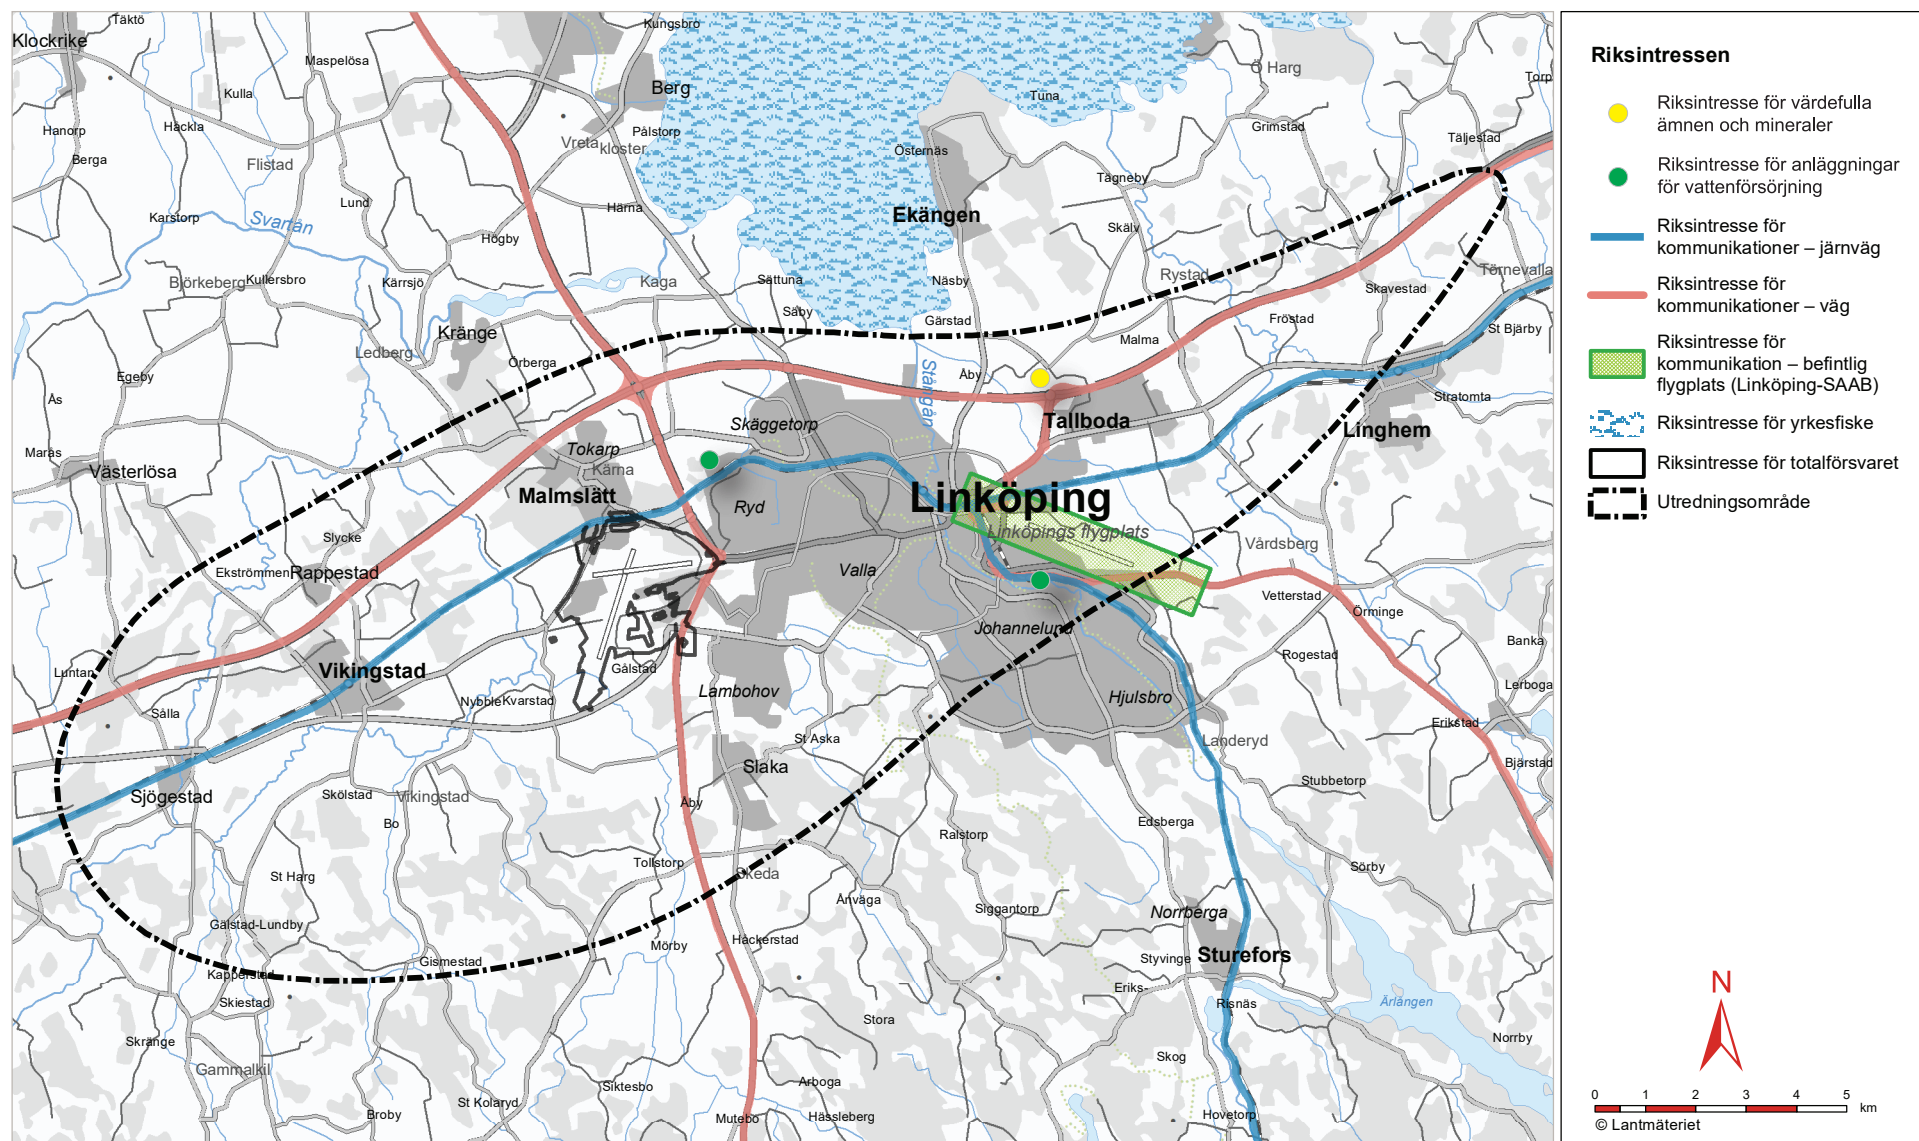 Täktö
Kungsbro
Klockrike
Maspelösa
Ö Harg
Torp
Berg
Kulla
Tuna
Hanorp
Häckla
Pålstorp
Grimstad
Täljestad
Vreta kloster
Östernäs
Berga
Flistad
Tägneby
Lund
Härna
Karstorp
Svartån
Ekängen
Skälv
Högby
Törnevalla
Rystad
Björkeberg
Kullersbro
Kärrsjö
Kaga
Sättuna
Näsby
Skavestad
Säby
Gärstad
Fröstad
St Bjärby
Kränge
Malma
Ledberg
Örberga
Stångån
Åby
Egeby
Ås
Stratomta
Skäggetorp
Tallboda
Linghem
Maräs
Tokarp
Kärna
Västerlösa
Malmslätt
Linköping
Ryd
Linköpings flygplats
Slycke
Vårdsberg
Ekströmmen
Rappestad
Valla
Vetterstad
Örminge
Johannelund
Banka
Rogestad
Luntan
Vikingstad
Gålstad
Lerboga
Lambohov
Hjulsbro
Nybble
Kvarstad
Sålla
Erikstad
St Aska
Landeryd
Slaka
Bjärstad
Stubbetorp
Sjögestad
Skölstad
Vikingstad
Åby
Bo
Edsberga
Ralstorp
Tollstorp
Sörby
Skeda
St Harg
Änväga
Siggantorp
Norrberga
Gälstad-Lundby
Håckerstad
Mörby
Sturefors
Styvinge
Gismestad
Kapperstad
Eriks-
Skiestad
Risnäs
Ärlången
Stora
Skränge
Norrby
Skog
Gammalkil
Arboga
Siktesbo
St Kolaryd
Broby
Mutebo
Hässleberg
Hovetorp
Riksintressen
Riksintresse för värdefulla
ämnen och mineraler
Riksintresse för anläggningar
för vattenförsörjning
Riksintresse för
kommunikationer – järnväg
Riksintresse för
kommunikationer – väg
Riksintresse för
kommunikation – befintlig
flygplats (Linköping-SAAB)
Riksintresse för yrkesfiske
Riksintresse för totalförsvaret
Utredningsområde
N
0 1 2 3 4 5
km
© Lantmäteriet